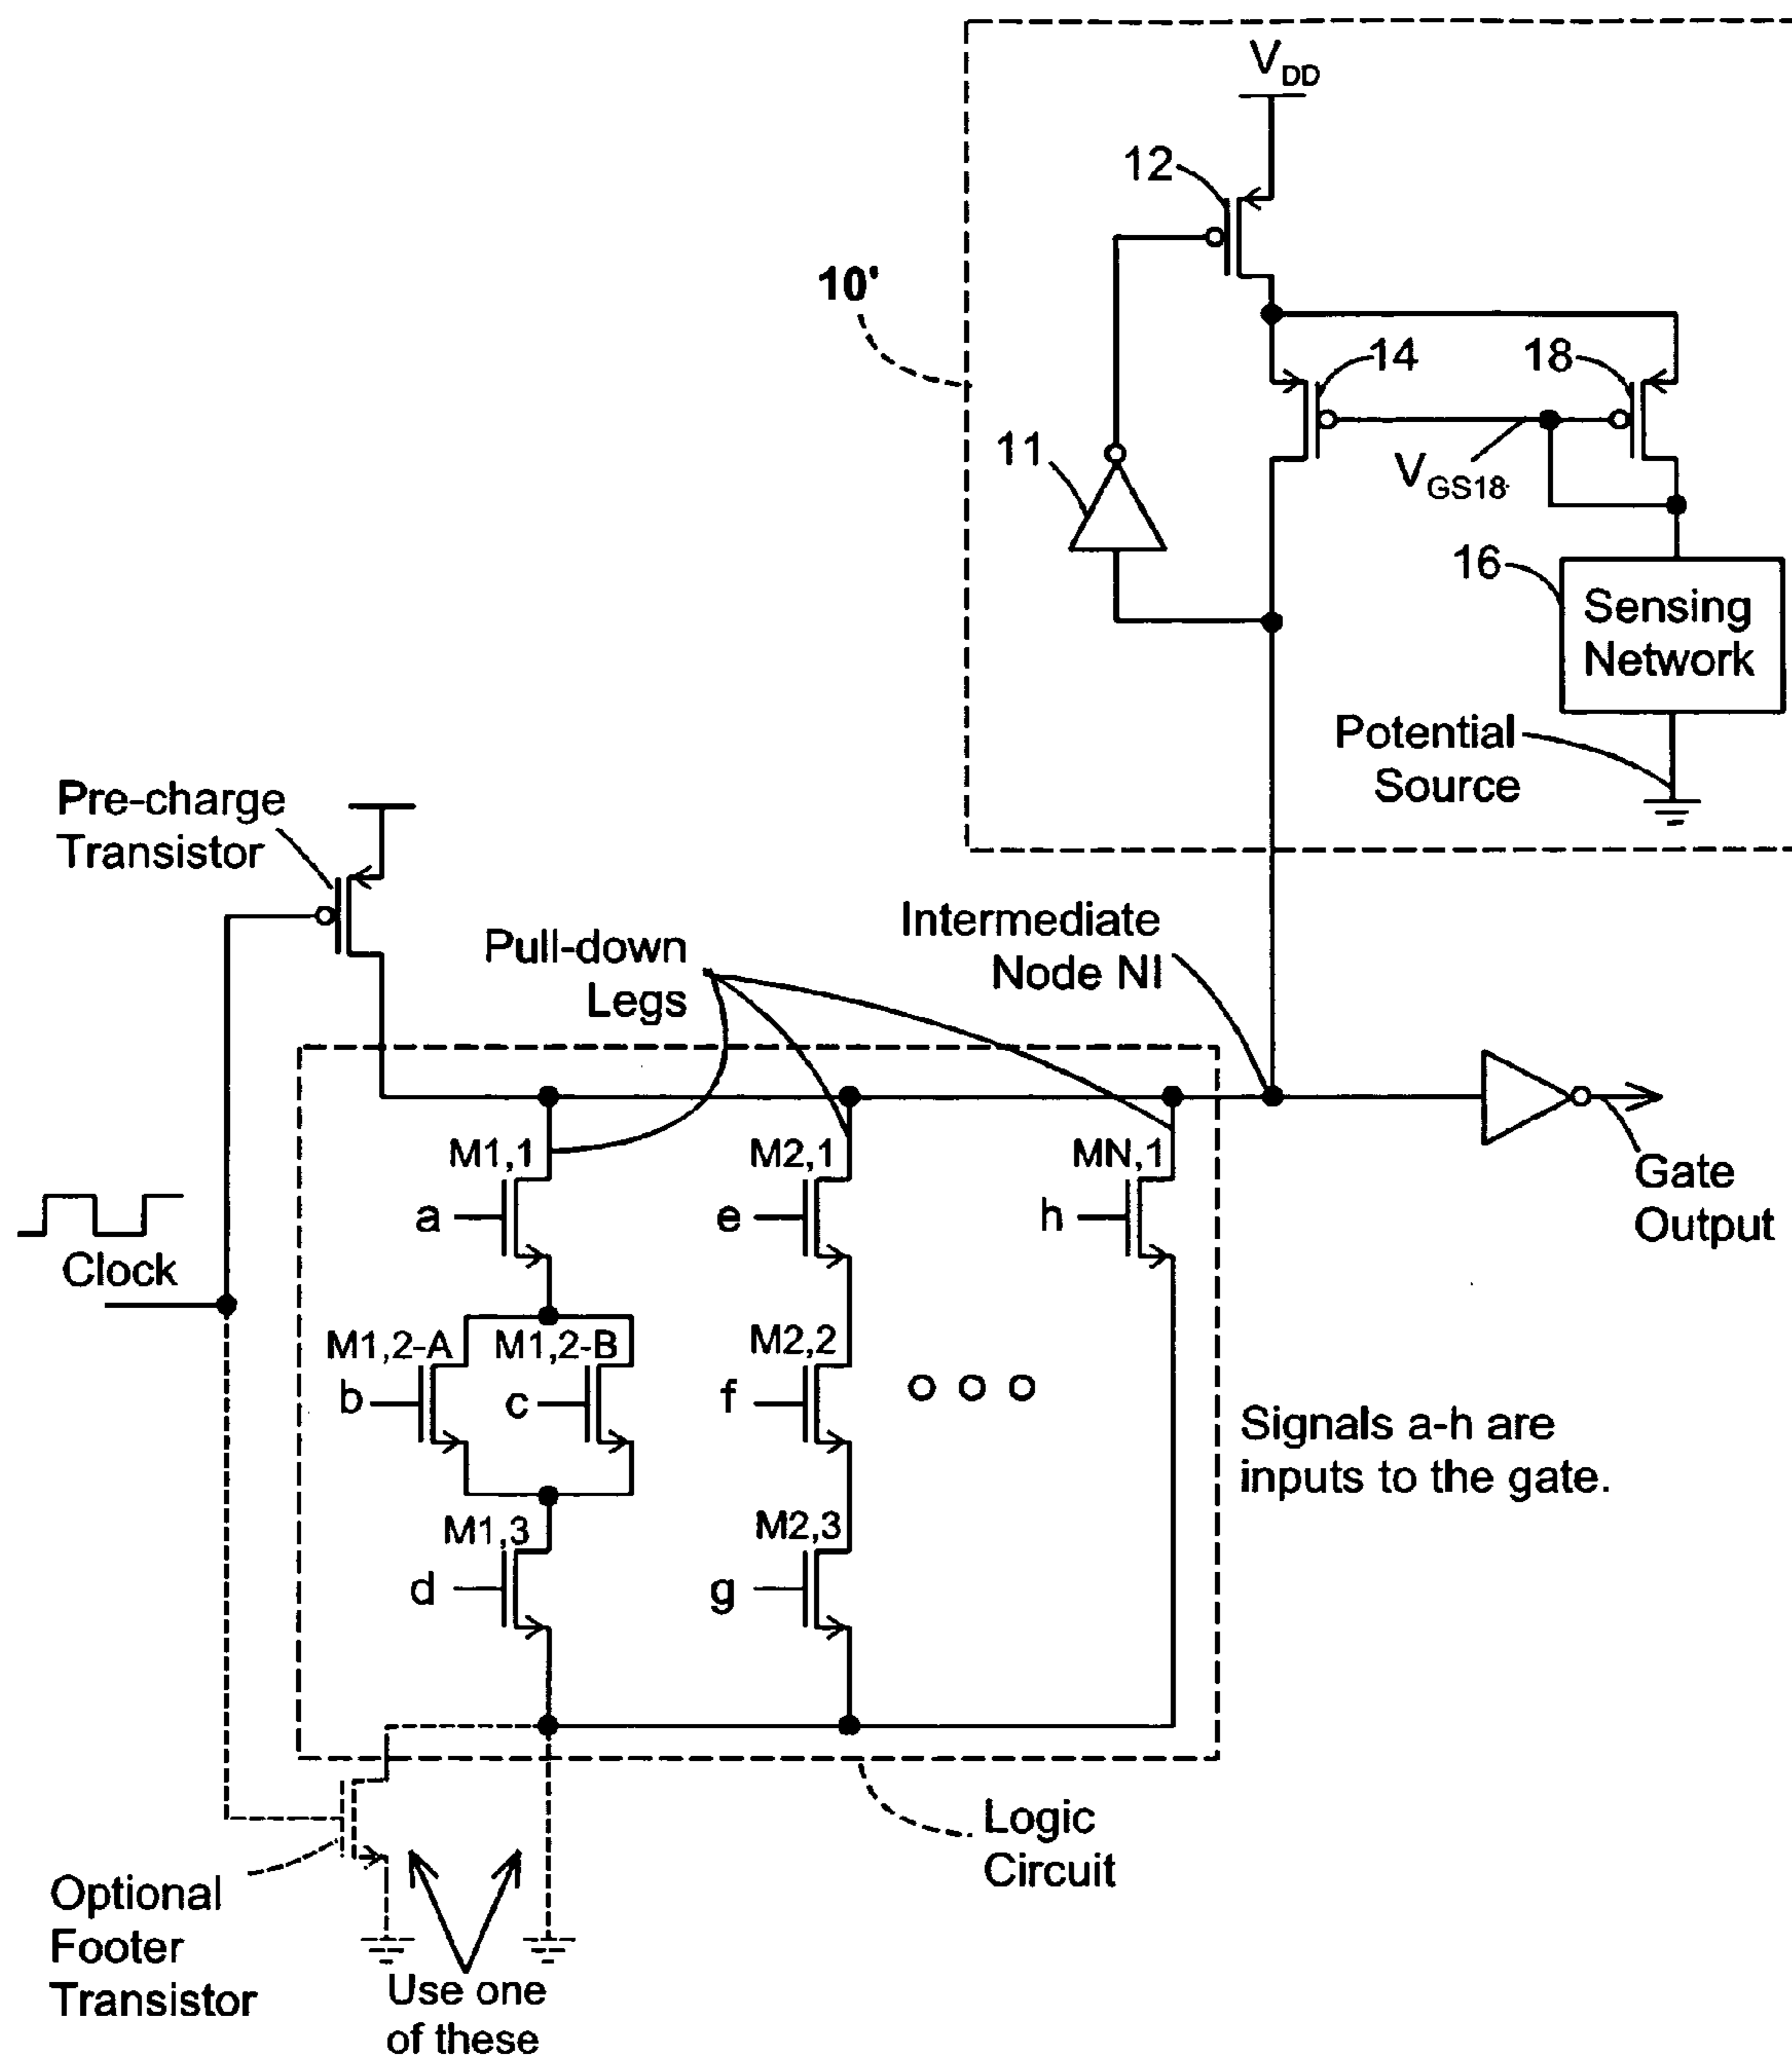 V_DD
12
10'
14
18
11
V_GS18
16
Sensing
Network
Potential
Source
Pre-charge
Transistor
Pull-down
Legs
Intermediate
Node NI
M1,1
M2,1
MN,1
a
e
h
Gate
Output
Clock
M1,2-A
M1,2-B
M2,2
b
c
f
Signals a-h are
inputs to the gate.
M1,3
M2,3
d
g
Logic
Circuit
Optional
Footer
Transistor
Use one
of these